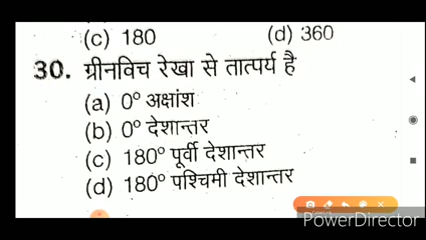 (c) 180 (d) 360
30. ग्रीनविच रेखा से तात्पर्य है
(a) 0° अक्षांश
(b) 0° देशान्तर
(c) 180° पूर्वी देशान्तर
(d) 180° पश्चिमी देशान्तर
PowerDirector